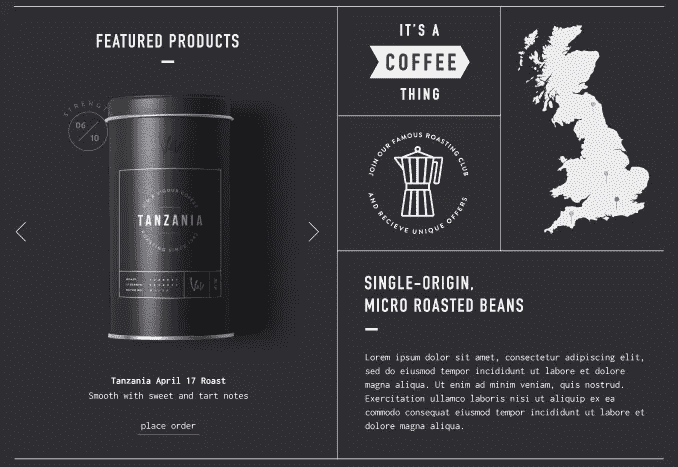 FEATURED PRODUCTS
STRENGTH
06
10
TANZANIA
Tanzania April 17 Roast
Smooth with sweet and tart notes
place order
IT'S A
COFFEE
THING
JOIN OUR FAMOUS ROASTING CLUB
AND RECIEVE UNIQUE OFFERS
SINGLE-ORIGIN,
MICRO ROASTED BEANS
Lorem ipsum dolor sit amet, consectetur adipiscing elit,
sed do eiusmod tempor incididunt ut labore et dolore
magna aliqua. Ut enim ad minim veniam, quis nostrud.
Exercitation ullamco laboris nisi ut aliquip ex ea
commodo consequat eiusmod tempor incididunt ut labore et
dolore magna aliqua.